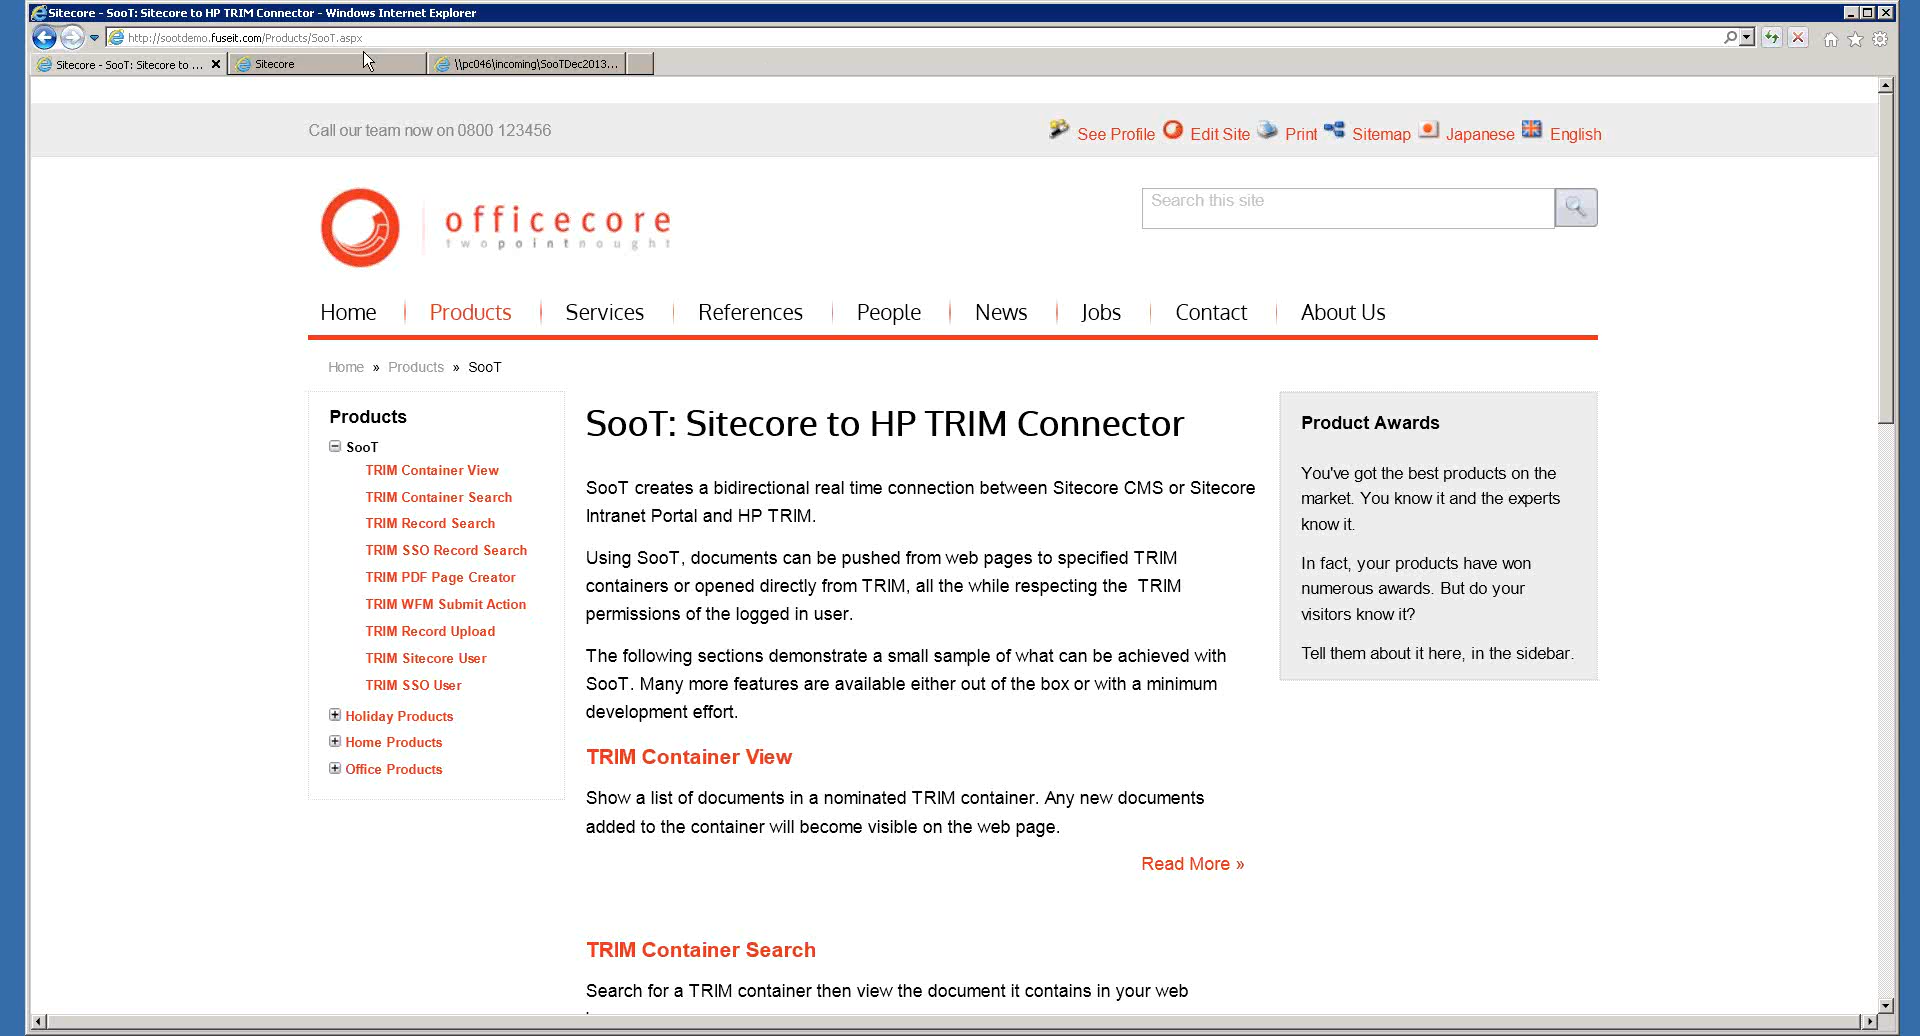 Sitecore - SooT: Sitecore to HP TRIM Connector - Windows Internet Explorer
http://sootdemo.fuseit.com/Products/SooT.aspx
Sitecore - SooT: Sitecore to ...
Sitecore
\\pc046\incoming\SooTDec2013...
Call our team now on 0800 123456
See Profile Edit Site Print Sitemap Japanese English
officecore
twopointnought
Search this site
Home Products Services References People News Jobs Contact About Us
Home » Products » SooT
Products
SooT
TRIM Container View
TRIM Container Search
TRIM Record Search
TRIM SSO Record Search
TRIM PDF Page Creator
TRIM WFM Submit Action
TRIM Record Upload
TRIM Sitecore User
TRIM SSO User
Holiday Products
Home Products
Office Products
SooT: Sitecore to HP TRIM Connector
SooT creates a bidirectional real time connection between Sitecore CMS or Sitecore
Intranet Portal and HP TRIM.
Using SooT, documents can be pushed from web pages to specified TRIM
containers or opened directly from TRIM, all the while respecting the  TRIM
permissions of the logged in user.
The following sections demonstrate a small sample of what can be achieved with
SooT. Many more features are available either out of the box or with a minimum
development effort.
TRIM Container View
Show a list of documents in a nominated TRIM container. Any new documents
added to the container will become visible on the web page.
Read More »
TRIM Container Search
Search for a TRIM container then view the document it contains in your web
Product Awards
You've got the best products on the
market. You know it and the experts
know it.
In fact, your products have won
numerous awards. But do your
visitors know it?
Tell them about it here, in the sidebar.